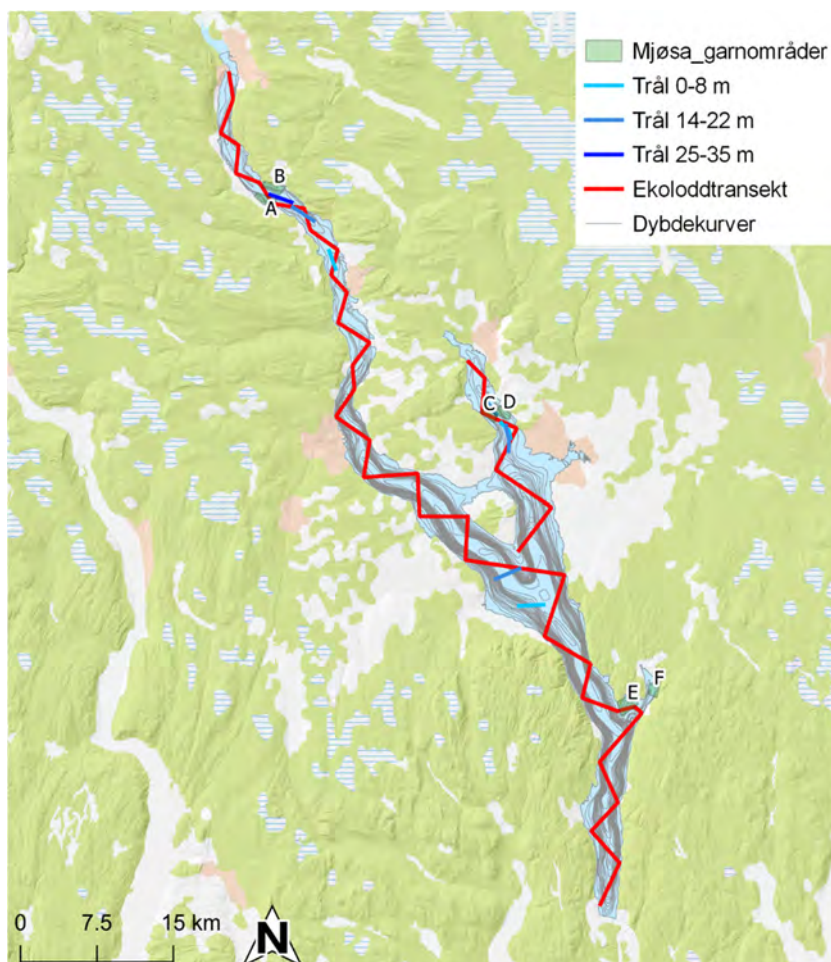 Mjøsa_garnområder
Trål 0-8 m
Trål 14-22 m
Trål 25-35 m
Ekoloddtransekt
Dybdekurver
B
A
C D
E F
0 7.5 15 km
N